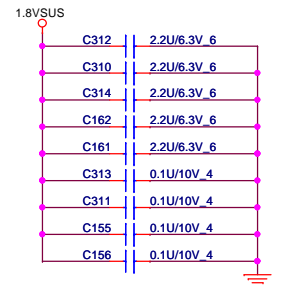 1.8VSUS
C312 2.2U/6.3V_6
C310 2.2U/6.3V_6
C314 2.2U/6.3V_6
C162 2.2U/6.3V_6
C161 2.2U/6.3V_6
C313 0.1U/10V_4
C311 0.1U/10V_4
C155 0.1U/10V_4
C156 0.1U/10V_4